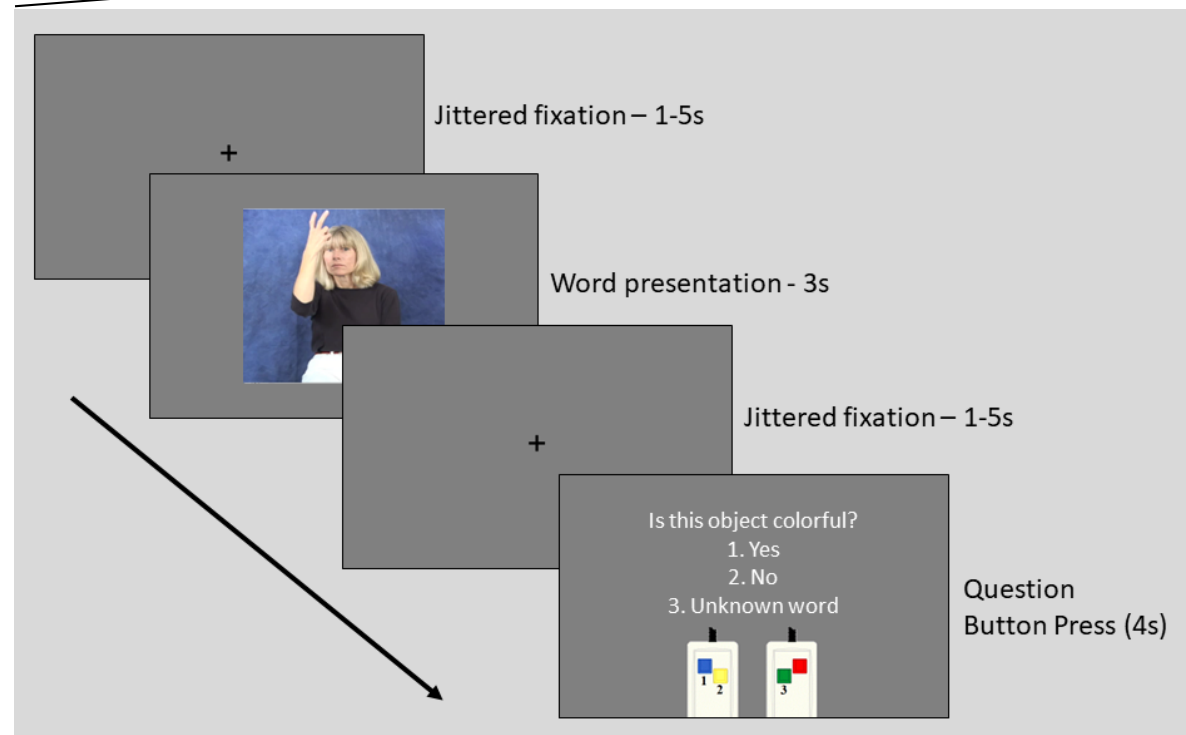 +
Jittered fixation – 1-5s
Word presentation - 3s
+
Jittered fixation – 1-5s
Is this object colorful?
1. Yes
2. No
3. Unknown word
1
2
3
Question
Button Press (4s)